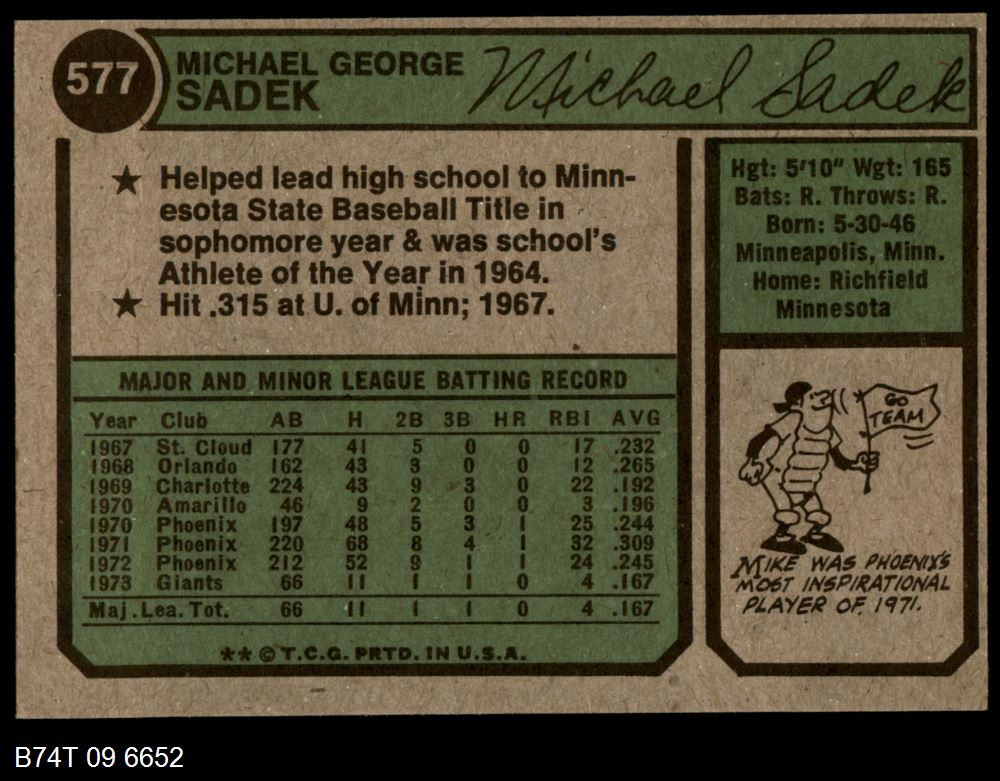 577
MICHAEL GEORGE
SADEK
Michael Sadek
★ Helped lead high school to Minn-
esota State Baseball Title in
sophomore year & was school's
Athlete of the Year in 1964.
★ Hit .315 at U. of Minn; 1967.
Hgt: 5'10" Wgt: 165
Bats: R. Throws: R.
Born: 5-30-46
Minneapolis, Minn.
Home: Richfield
Minnesota
MAJOR AND MINOR LEAGUE BATTING RECORD
Year Club AB H 2B 3B HR RBI AVG
1967 St. Cloud 177 41 5 0 0 17 .232
1968 Orlando 162 43 3 0 0 12 .265
1969 Charlotte 224 43 9 3 0 22 .192
1970 Amarillo 46 9 2 0 0 3 .196
1970 Phoenix 197 48 5 3 1 25 .244
1971 Phoenix 220 68 8 4 1 32 .309
1972 Phoenix 212 52 9 1 1 24 .245
1973 Giants 66 11 1 1 0 4 .167
Maj. Lea. Tot. 66 11 1 1 0 4 .167
** © T.C.G. PRTD. IN U.S.A.
GO
TEAM
MIKE WAS PHOENIX'S
MOST INSPIRATIONAL
PLAYER OF 1971.
B74T 09 6652